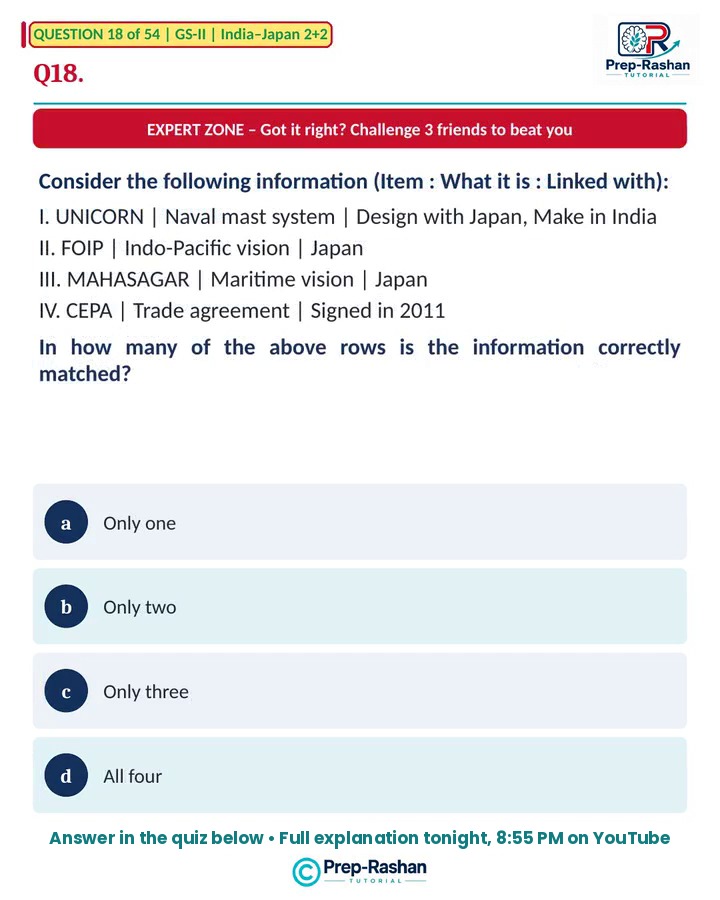 QUESTION 18 of 54 | GS-II | India–Japan 2+2
Prep-Rashan
TUTORIAL
Q18.
EXPERT ZONE – Got it right? Challenge 3 friends to beat you
Consider the following information (Item : What it is : Linked with):
I. UNICORN | Naval mast system | Design with Japan, Make in India
II. FOIP | Indo-Pacific vision | Japan
III. MAHASAGAR | Maritime vision | Japan
IV. CEPA | Trade agreement | Signed in 2011
In how many of the above rows is the information correctly
matched?
a Only one
b Only two
c Only three
d All four
Answer in the quiz below • Full explanation tonight, 8:55 PM on YouTube
© Prep-Rashan
TUTORIAL